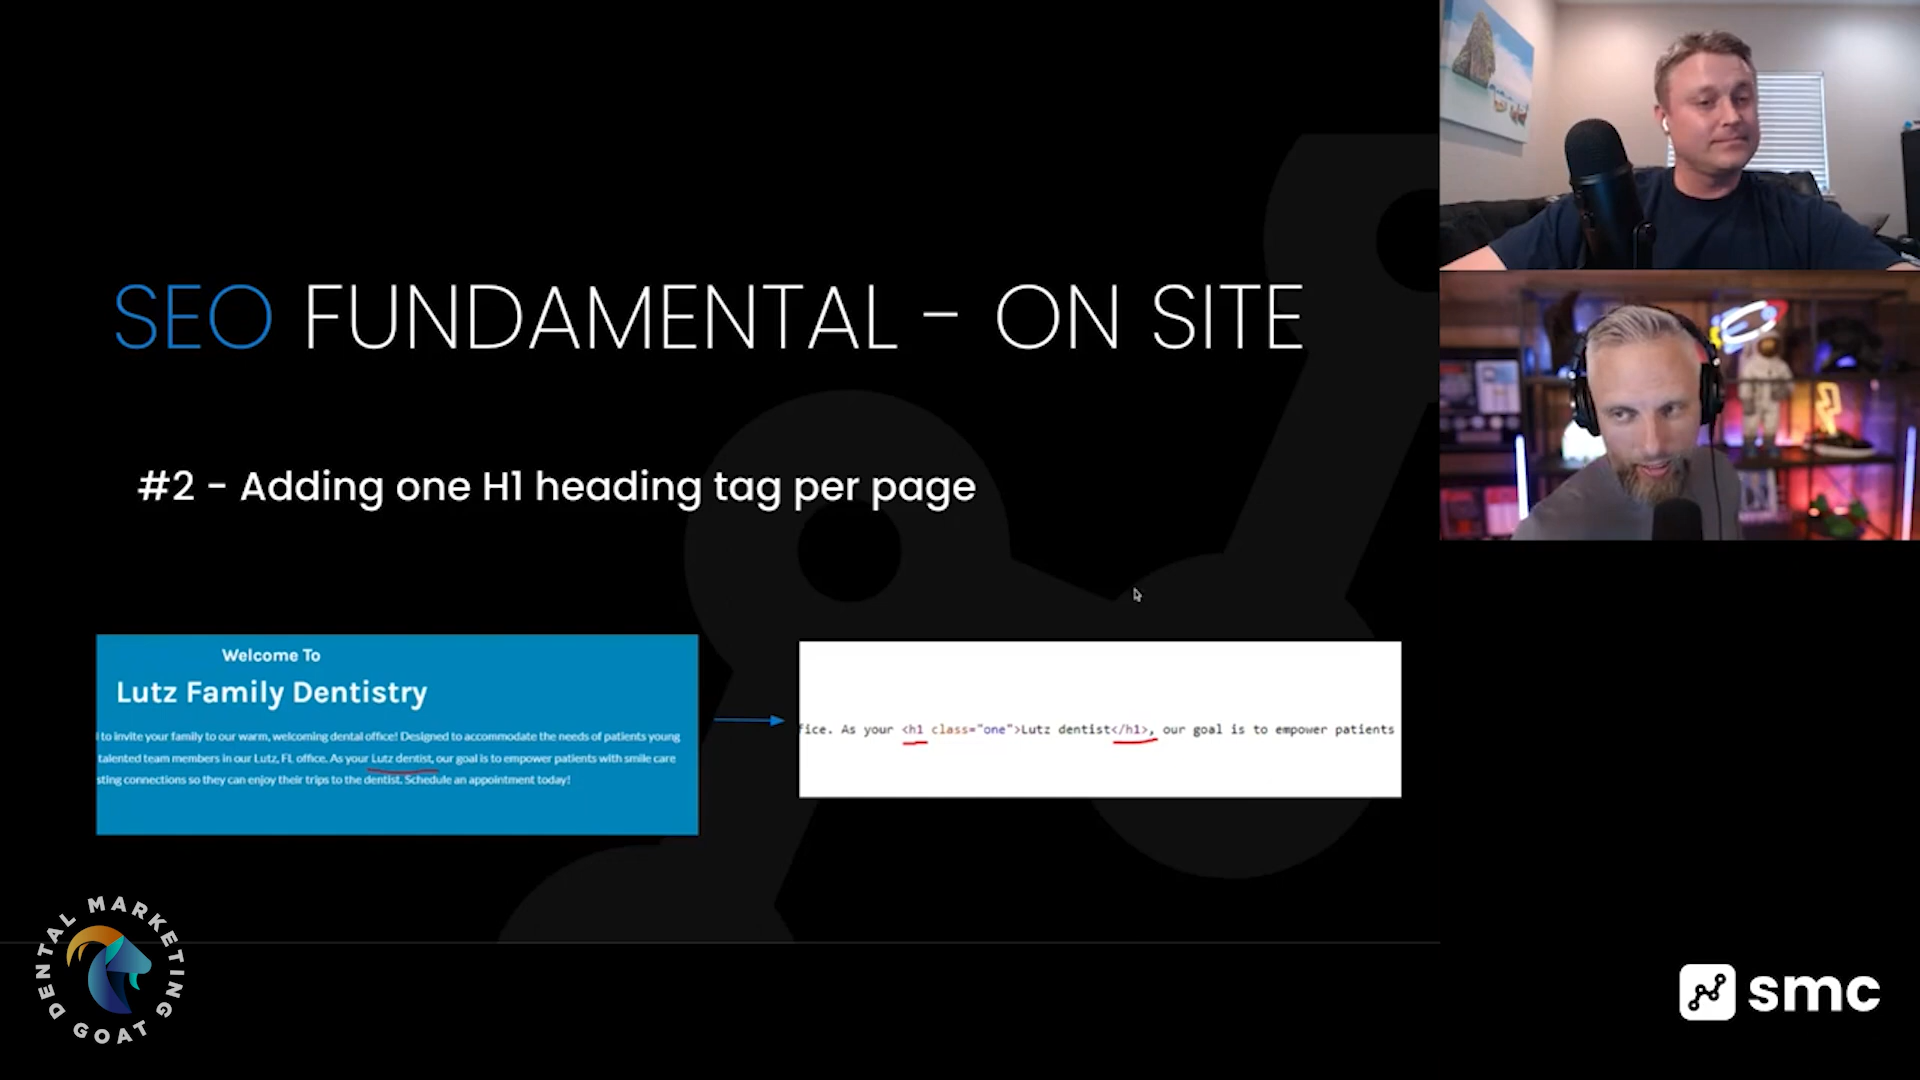 SEO FUNDAMENTAL - ON SITE
#2 - Adding one H1 heading tag per page
Welcome To
Lutz Family Dentistry
to invite your family to our warm, welcoming dental office! Designed to accommodate the needs of patients young
talented team members in our Lutz, FL office. As your Lutz dentist, our goal is to empower patients with smile care
sting connections so they can enjoy their trips to the dentist. Schedule an appointment today!
fice. As your <h1 class="one">Lutz dentist</h1>, our goal is to empower patients
DENTAL MARKETING GOAT
smc